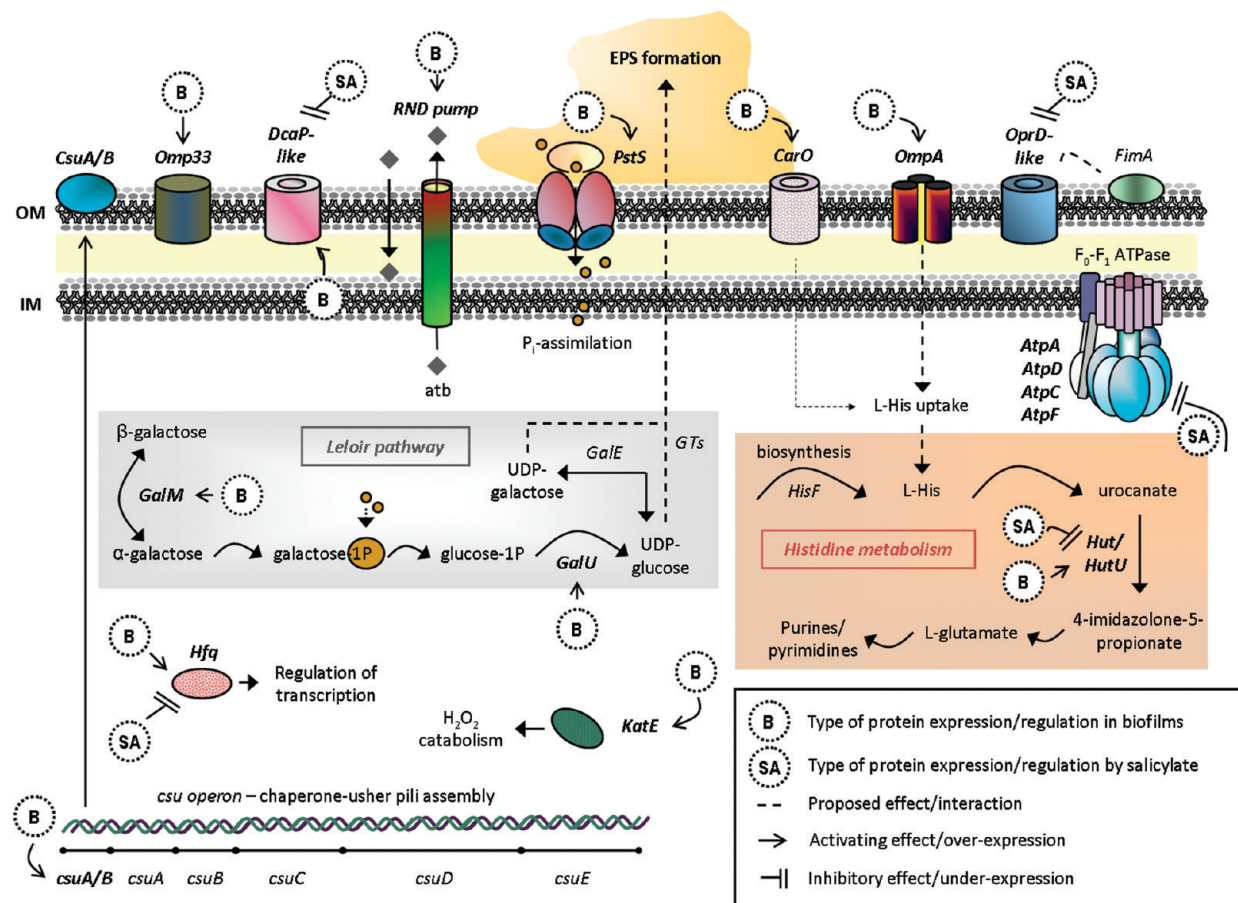 EPS formation
B
SA
B
RND pump
B
B
B
SA
CsuA/B
Omp33
DcaP-
like
PstS
CarO
OmpA
OprD-
like
FimA
OM
F0-F1 ATPase
B
IM
Pi-assimilation
atb
AtpA
AtpD
AtpC
AtpF
L-His uptake
SA
β-galactose
Leloir pathway
GalE
GTs
UDP-
galactose
GalM
B
α-galactose
galactose-1P
glucose-1P
GalU
UDP-
glucose
B
biosynthesis
HisF
L-His
urocanate
SA
Histidine metabolism
Hut/
HutU
B
Purines/
pyrimidines
L-glutamate
4-imidazolone-5-
propionate
B
Hfq
Regulation of
transcription
SA
B
H2O2
catabolism
KatE
B
csu operon – chaperone-usher pili assembly
csuA/B
csuA
csuB
csuC
csuD
csuE
B
Type of protein expression/regulation in biofilms
SA
Type of protein expression/regulation by salicylate
Proposed effect/interaction
Activating effect/over-expression
Inhibitory effect/under-expression